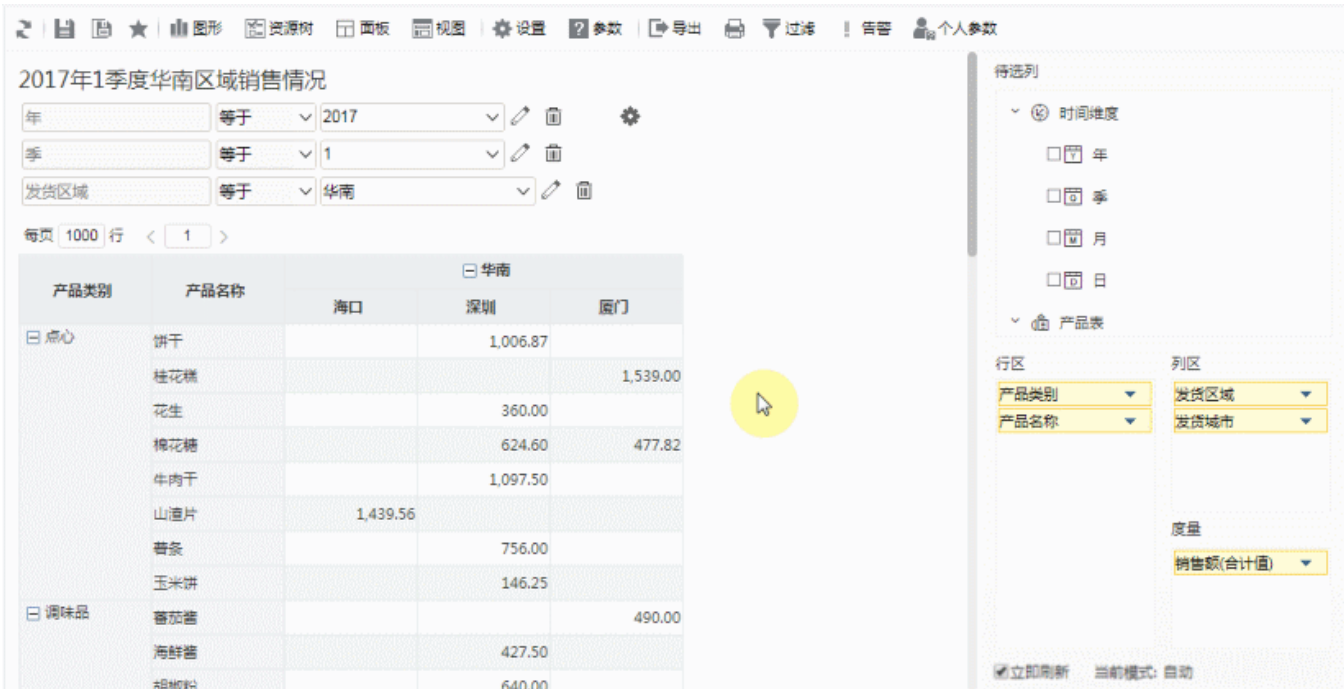 图形 资源树 面板 视图 设置 ? 参数 导出 过滤 ! 告警 个人参数
2017年1季度华南区域销售情况
年 等于 2017
季 等于 1
发货区域 等于 华南
每页 1000 行 < 1 >
产品类别 产品名称 华南
海口 深圳 厦门
点心 饼干 1,006.87
桂花糕 1,539.00
花生 360.00
棉花糖 624.60 477.82
牛肉干 1,097.50
山渣片 1,439.56
薯条 756.00
玉米饼 146.25
调味品 蕃茄酱 490.00
海鲜酱 427.50
胡椒粉 640.00
待选列
时间维度
Y 年
Q 季
M 月
D 日
产品表
行区 列区
产品类别 发货区域
产品名称 发货城市
度量
销售额(合计值)
立即刷新 当前模式: 自动